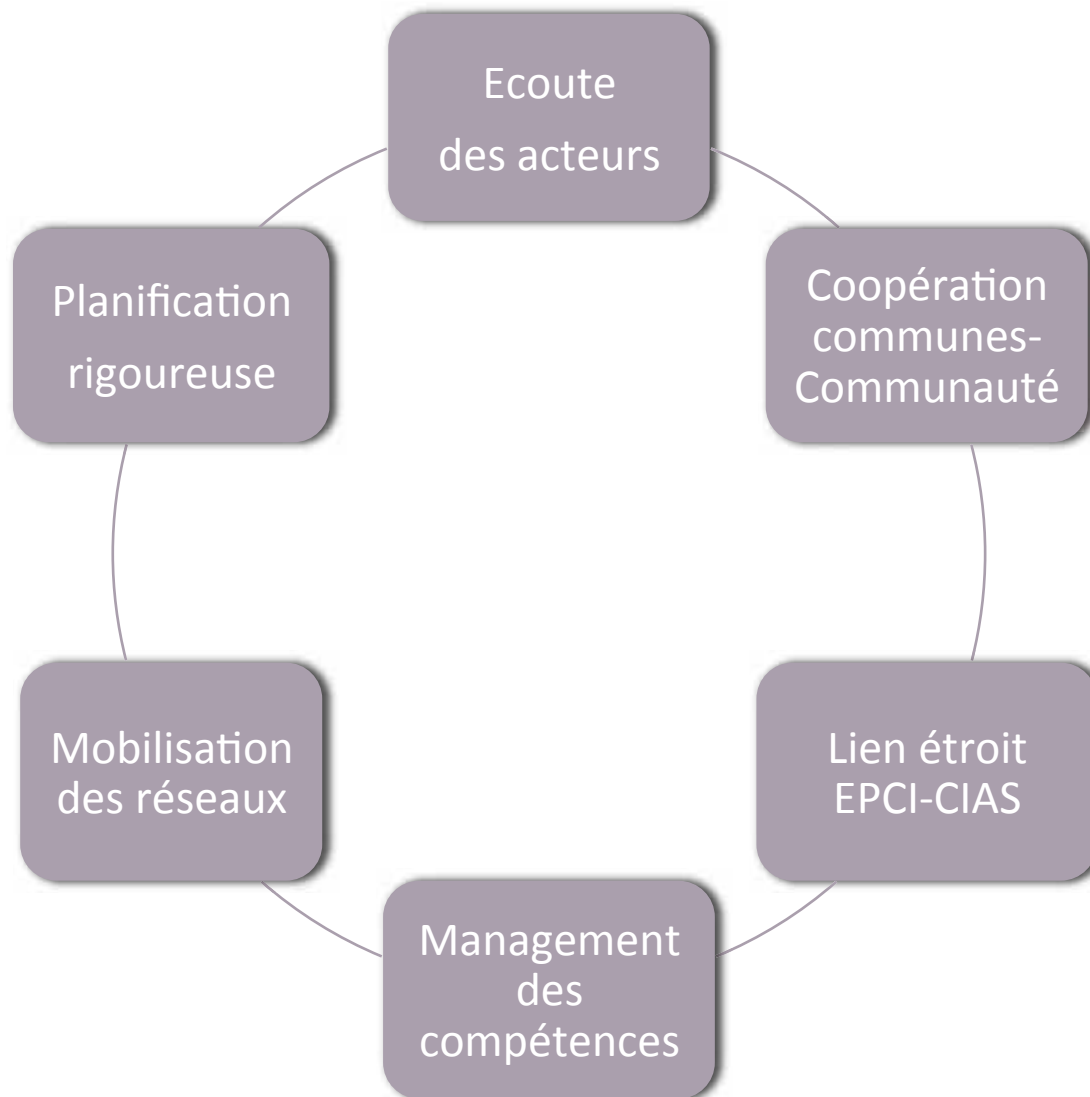 Ecoute
des acteurs
Coopération
communes-
Communauté
Lien étroit
EPCI-CIAS
Management
des
compétences
Mobilisation
des réseaux
Planification
rigoureuse